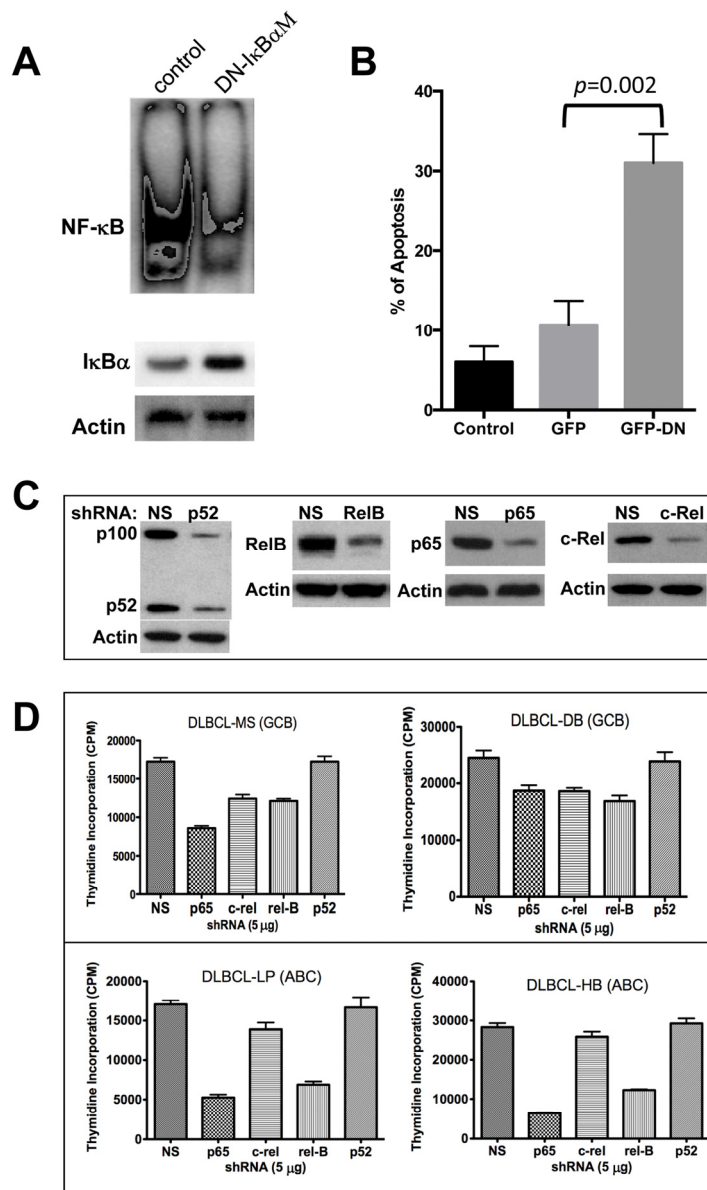 A
control
DN-IκBαM
NF-κB
IκBα
Actin
B
p=0.002
% of Apoptosis
40
30
20
10
0
Control GFP GFP-DN
C
shRNA: NS p52
p100
p52
Actin
NS RelB
RelB
Actin
NS p65
p65
Actin
NS c-Rel
c-Rel
Actin
D
DLBCL-MS (GCB)
Thymidine Incorporation (CPM)
20000
15000
10000
5000
0
NS p65 c-rel rel-B p52
shRNA (5 µg)
DLBCL-DB (GCB)
Thymidine Incorporation (CPM)
30000
20000
10000
0
NS p65 c-rel rel-B p52
shRNA (5 µg)
DLBCL-LP (ABC)
Thymidine Incorporation (CPM)
20000
15000
10000
5000
0
NS p65 c-rel rel-B p52
shRNA (5 µg)
DLBCL-HB (ABC)
Thymidine Incorporation (CPM)
40000
30000
20000
10000
0
NS p65 c-rel rel-B p52
shRNA (5 µg)